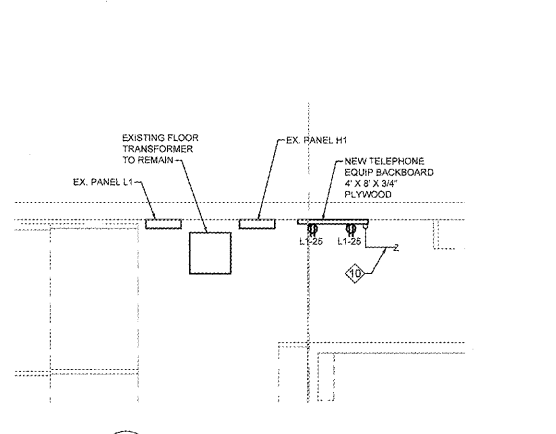 EXISTING FLOOR
TRANSFORMER
TO REMAIN
EX. PANEL H1
NEW TELEPHONE
EQUIP BACKBOARD
4' X 8' X 3/4"
PLYWOOD
EX. PANEL L1
L1-25
L1-25
10